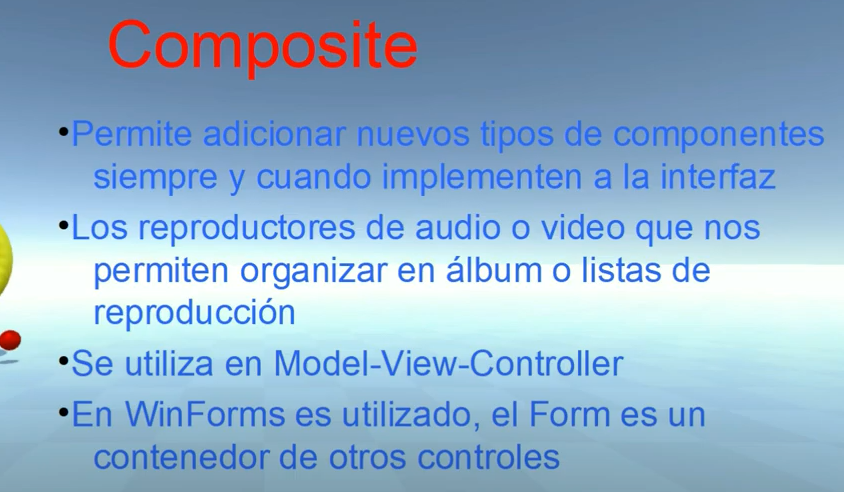 Composite
•Permite adicionar nuevos tipos de componentes
siempre y cuando implementen a la interfaz
•Los reproductores de audio o video que nos
permiten organizar en álbum o listas de
reproducción
•Se utiliza en Model-View-Controller
•En WinForms es utilizado, el Form es un
contenedor de otros controles